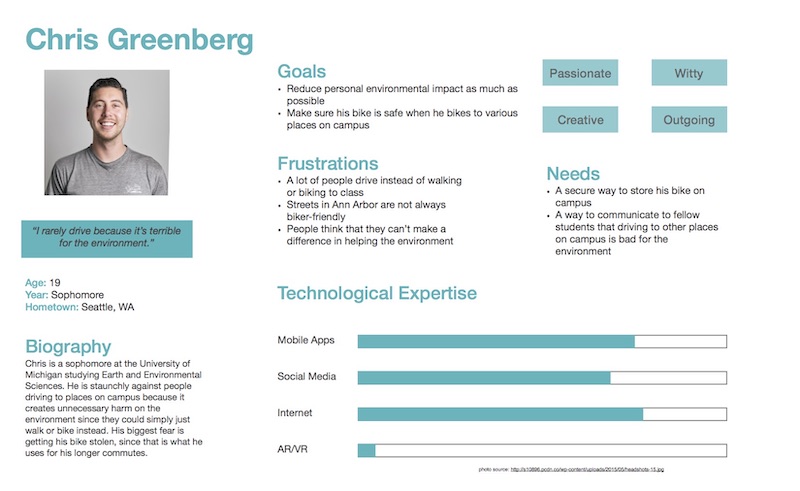 Chris Greenberg
"I rarely drive because it's terrible
for the environment."
Age: 19
Year: Sophomore
Hometown: Seattle, WA
Biography
Chris is a sophomore at the University of
Michigan studying Earth and Environmental
Sciences. He is staunchly against people
driving to places on campus because it
creates unnecessary harm on the
environment since they could simply just
walk or bike instead. His biggest fear is
getting his bike stolen, since that is what he
uses for his longer commutes.
Goals
• Reduce personal environmental impact as much as
possible
• Make sure his bike is safe when he bikes to various
places on campus
Frustrations
• A lot of people drive instead of walking
or biking to class
• Streets in Ann Arbor are not always
biker-friendly
• People think that they can't make a
difference in helping the environment
Passionate
Witty
Creative
Outgoing
Needs
• A secure way to store his bike on
campus
• A way to communicate to fellow
students that driving to other places
on campus is bad for the
environment
Technological Expertise
Mobile Apps
Social Media
Internet
AR/VR
photo source: http://s10896.pcdn.co/wp-content/uploads/2015/05/headshots-15.jpg